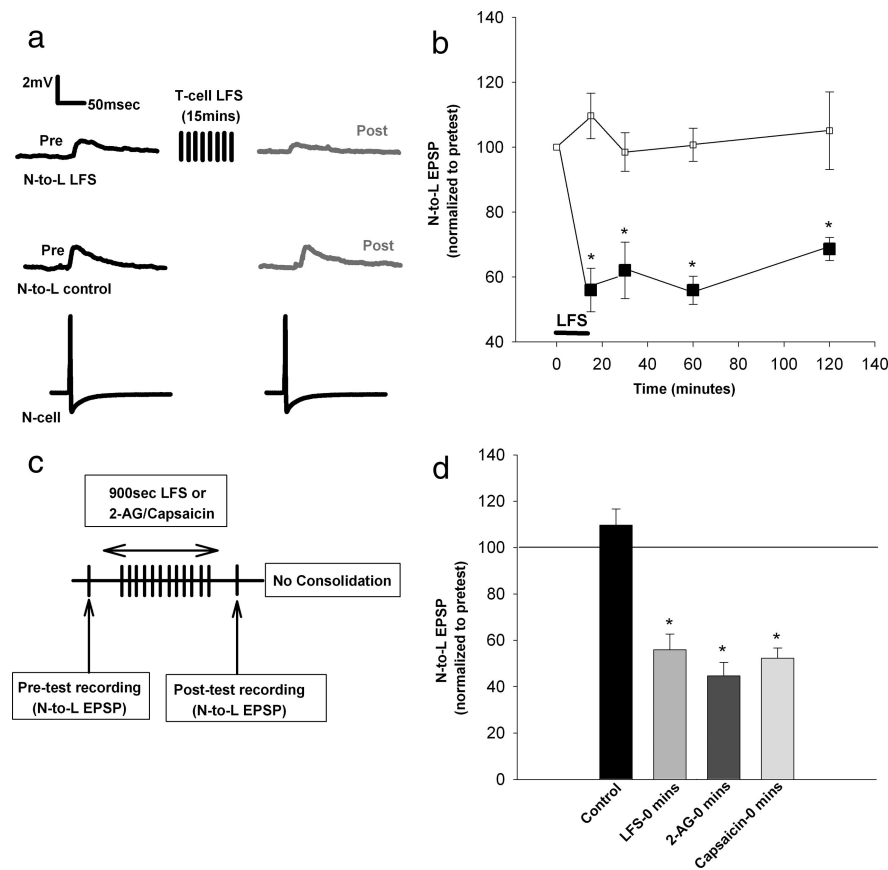 a
2mV
50msec
T-cell LFS
(15mins)
Pre
Post
N-to-L LFS
Pre
Post
N-to-L control
N-cell
b
N-to-L EPSP
(normalized to pretest)
140
120
100
80
60
40
*
*
*
*
LFS
0
20
40
60
80
100
120
140
Time (minutes)
c
900sec LFS or
2-AG/Capsaicin
No Consolidation
Pre-test recording
(N-to-L EPSP)
Post-test recording
(N-to-L EPSP)
d
N-to-L EPSP
(normalized to pretest)
140
120
100
80
60
40
20
0
*
*
*
Control
LFS-0 mins
2-AG-0 mins
Capsaicin-0 mins